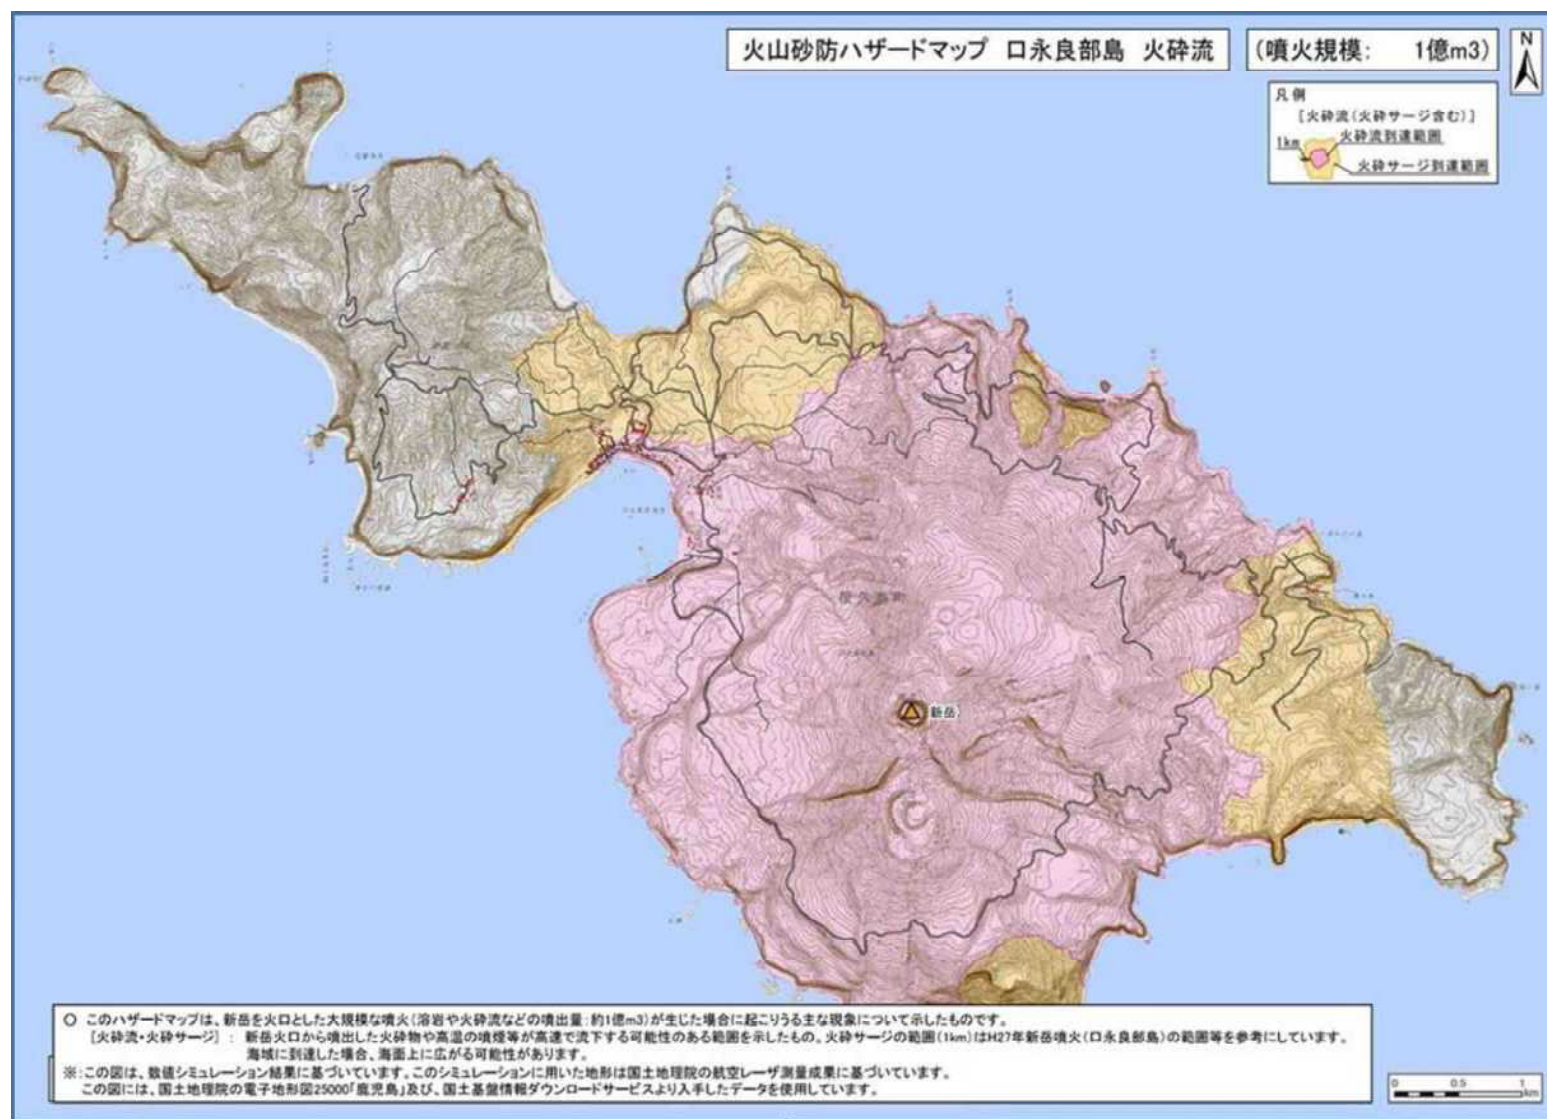 火山砂防ハザードマップ 口永良部島 火砕流
(噴火規模: 1億m3)
N
凡例
[火砕流(火砕サージ含む)]
1km
火砕流到達範囲
火砕サージ到達範囲
屋久島町
新岳
○ このハザードマップは、新岳を火口とした大規模な噴火(溶岩や火砕流などの噴出量:約1億m3)が生じた場合に起こりうる主な現象について示したものです。
[火砕流・火砕サージ] : 新岳火口から噴出した火砕物や高温の噴煙等が高速で流下する可能性のある範囲を示したもの。火砕サージの範囲(1km)はH27年新岳噴火(口永良部島)の範囲等を参考にしています。
海域に到達した場合、海面上に広がる可能性があります。
※:この図は、数値シミュレーション結果に基づいています。このシミュレーションに用いた地形は国土地理院の航空レーザ測量成果に基づいています。
この図には、国土地理院の電子地形図25000「鹿児島」及び、国土基盤情報ダウンロードサービスより入手したデータを使用しています。
0 0.5 1
km